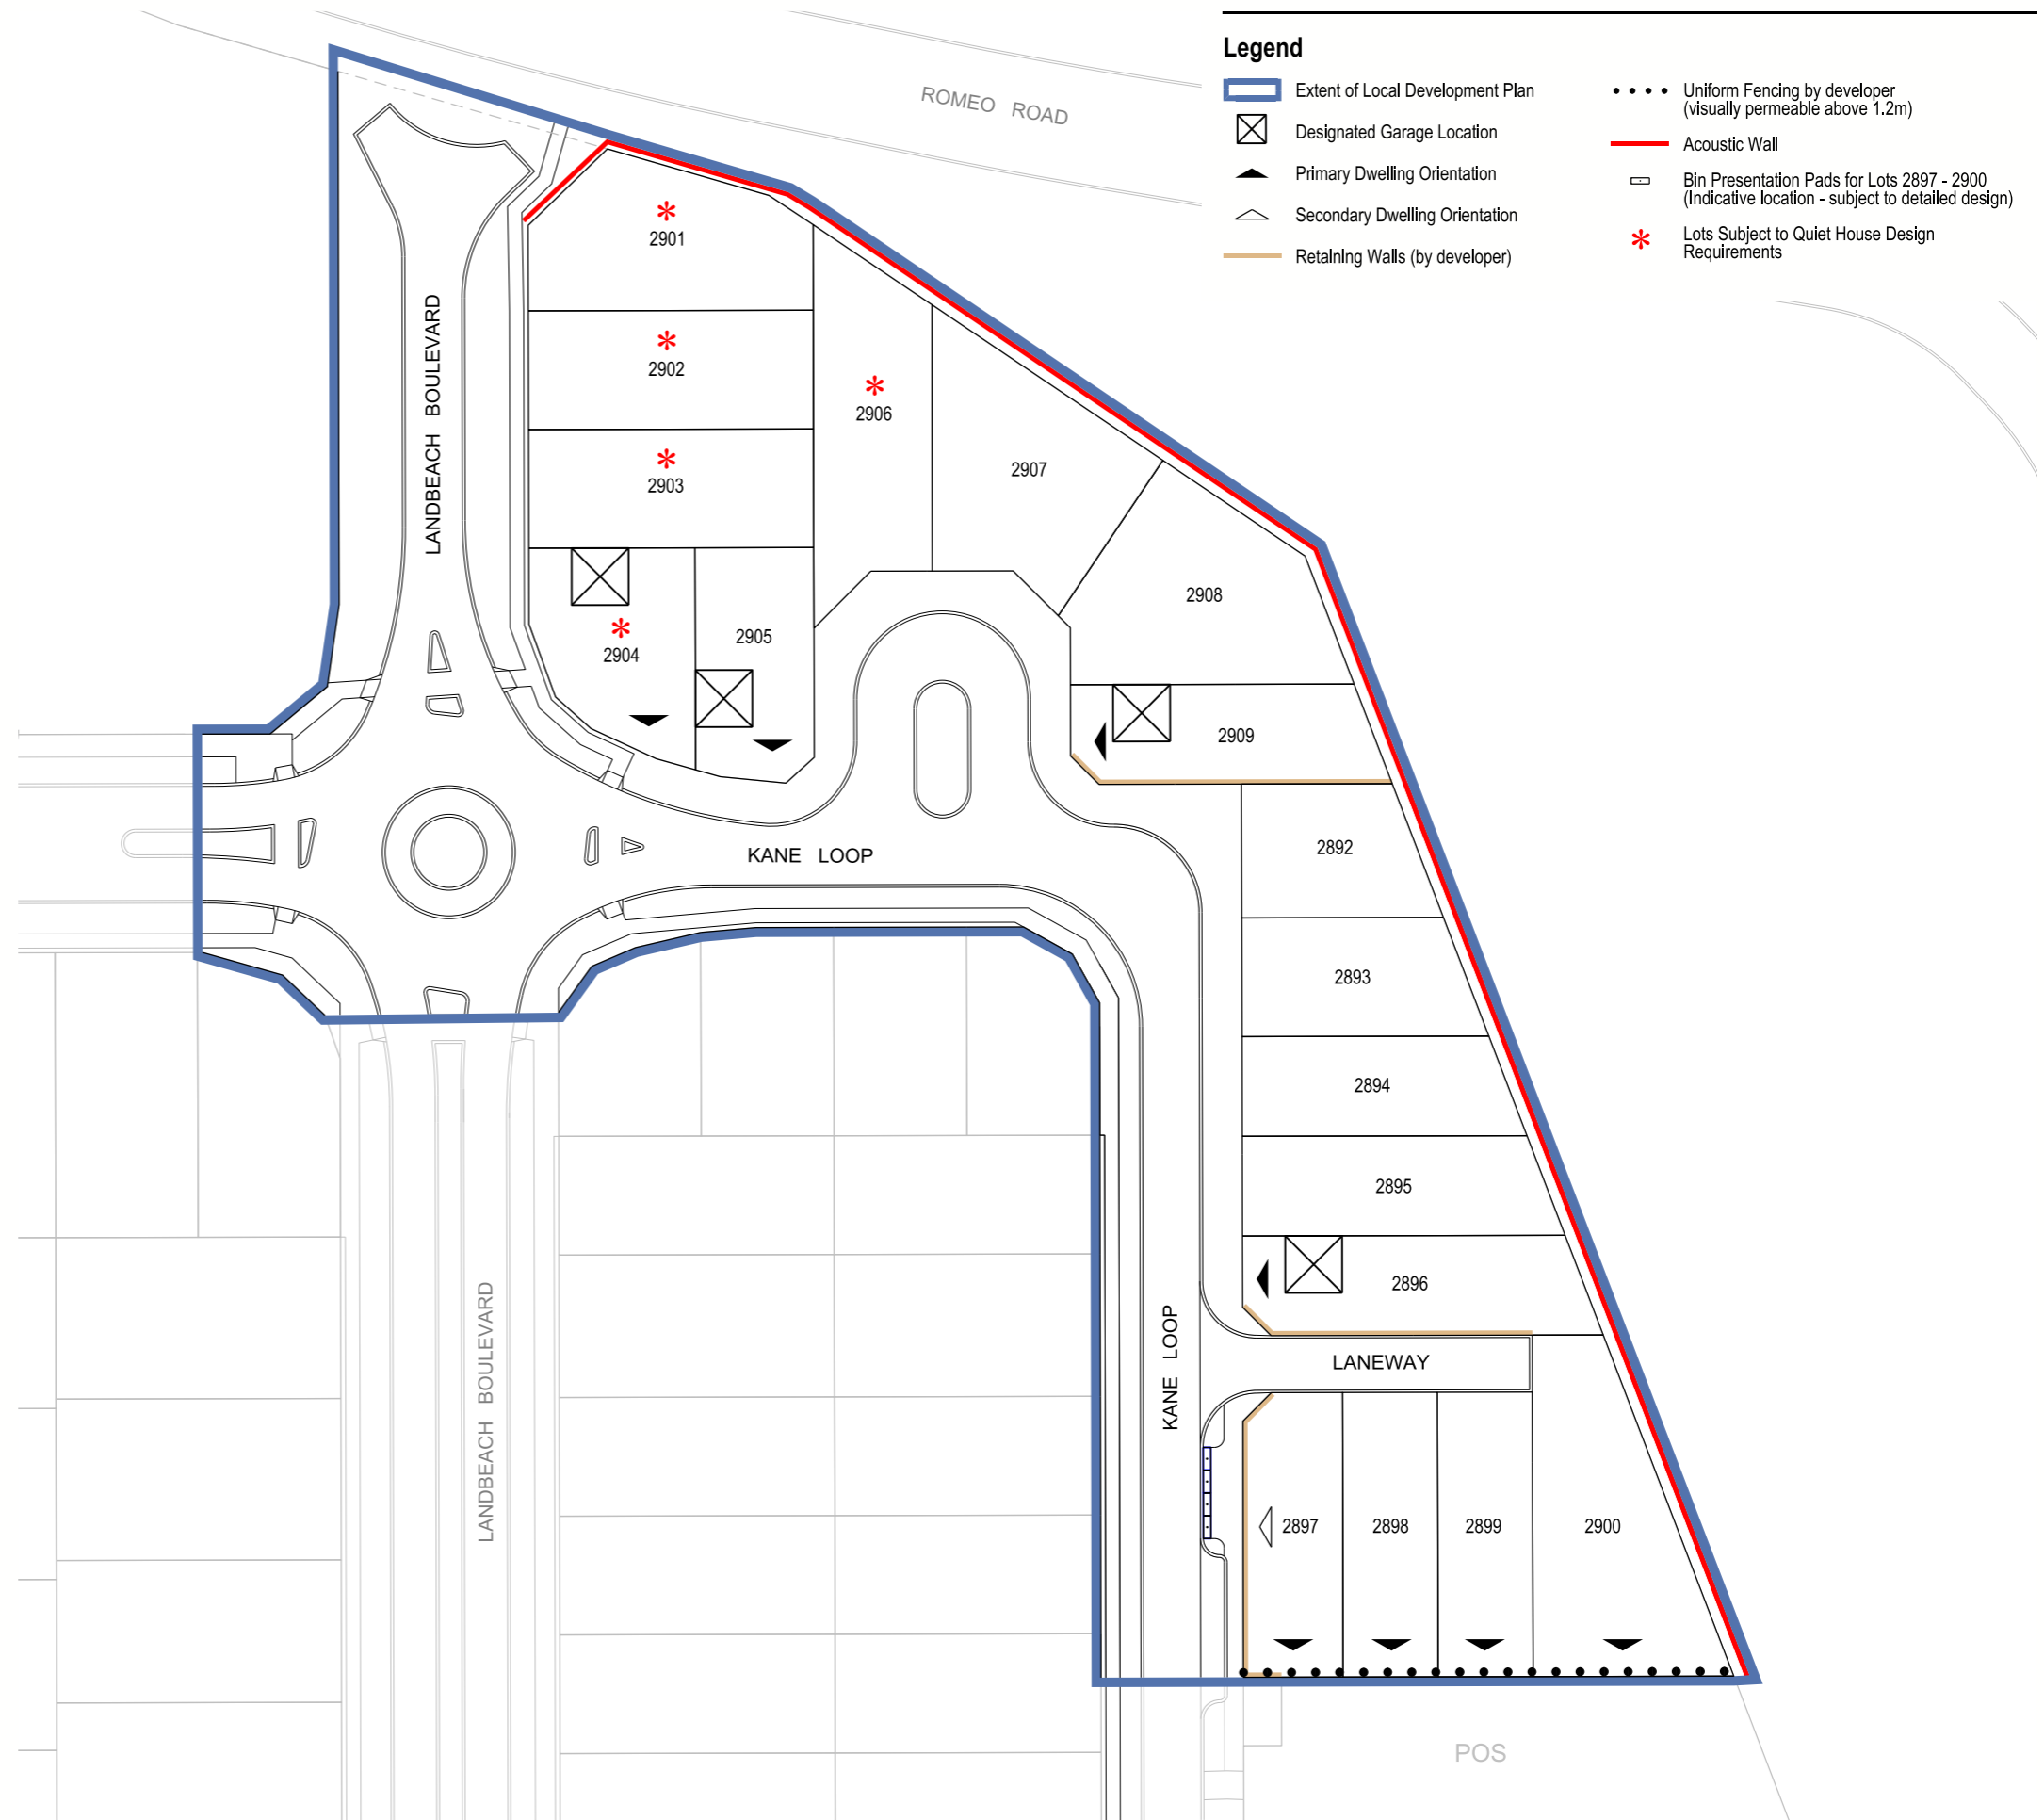 Legend
Extent of Local Development Plan
Designated Garage Location
Primary Dwelling Orientation
Secondary Dwelling Orientation
Retaining Walls (by developer)
Uniform Fencing by developer
(visually permeable above 1.2m)
Acoustic Wall
Bin Presentation Pads for Lots 2897 - 2900
(Indicative location - subject to detailed design)
Lots Subject to Quiet House Design
Requirements
ROMEO ROAD
LANDBEACH BOULEVARD
2901
2902
2903
2904
2905
2906
2907
2908
2909
KANE LOOP
2892
2893
2894
2895
2896
LANEWAY
KANE LOOP
LANDBEACH BOULEVARD
2897
2898
2899
2900
POS